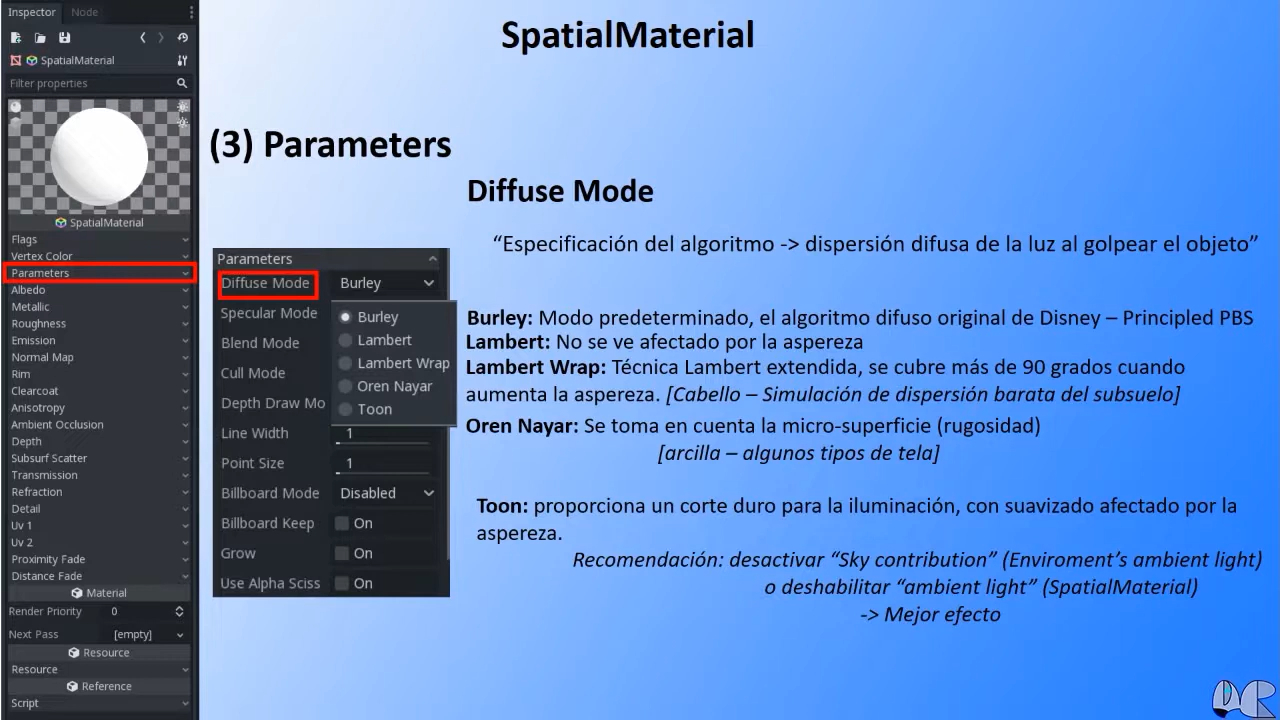 Inspector
Node
SpatialMaterial
Filter properties
SpatialMaterial
Flags
Vertex Color
Parameters
Albedo
Metallic
Roughness
Emission
Normal Map
Rim
Clearcoat
Anisotropy
Ambient Occlusion
Depth
Subsurf Scatter
Transmission
Refraction
Detail
Uv 1
Uv 2
Proximity Fade
Distance Fade
Material
Render Priority 0
Next Pass [empty]
Resource
Resource
Reference
Script
SpatialMaterial
(3) Parameters
Parameters
Diffuse Mode Burley
Specular Mode
Blend Mode
Cull Mode
Depth Draw Mo
Line Width 1
Point Size 1
Billboard Mode Disabled
Billboard Keep On
Grow On
Use Alpha Sciss On
Burley
Lambert
Lambert Wrap
Oren Nayar
Toon
Diffuse Mode
“Especificación del algoritmo -> dispersión difusa de la luz al golpear el objeto”
Burley: Modo predeterminado, el algoritmo difuso original de Disney – Principled PBS
Lambert: No se ve afectado por la aspereza
Lambert Wrap: Técnica Lambert extendida, se cubre más de 90 grados cuando
aumenta la aspereza. [Cabello – Simulación de dispersión barata del subsuelo]
Oren Nayar: Se toma en cuenta la micro-superficie (rugosidad)
[arcilla – algunos tipos de tela]
Toon: proporciona un corte duro para la iluminación, con suavizado afectado por la
aspereza.
Recomendación: desactivar “Sky contribution” (Enviroment’s ambient light)
o deshabilitar “ambient light” (SpatialMaterial)
-> Mejor efecto